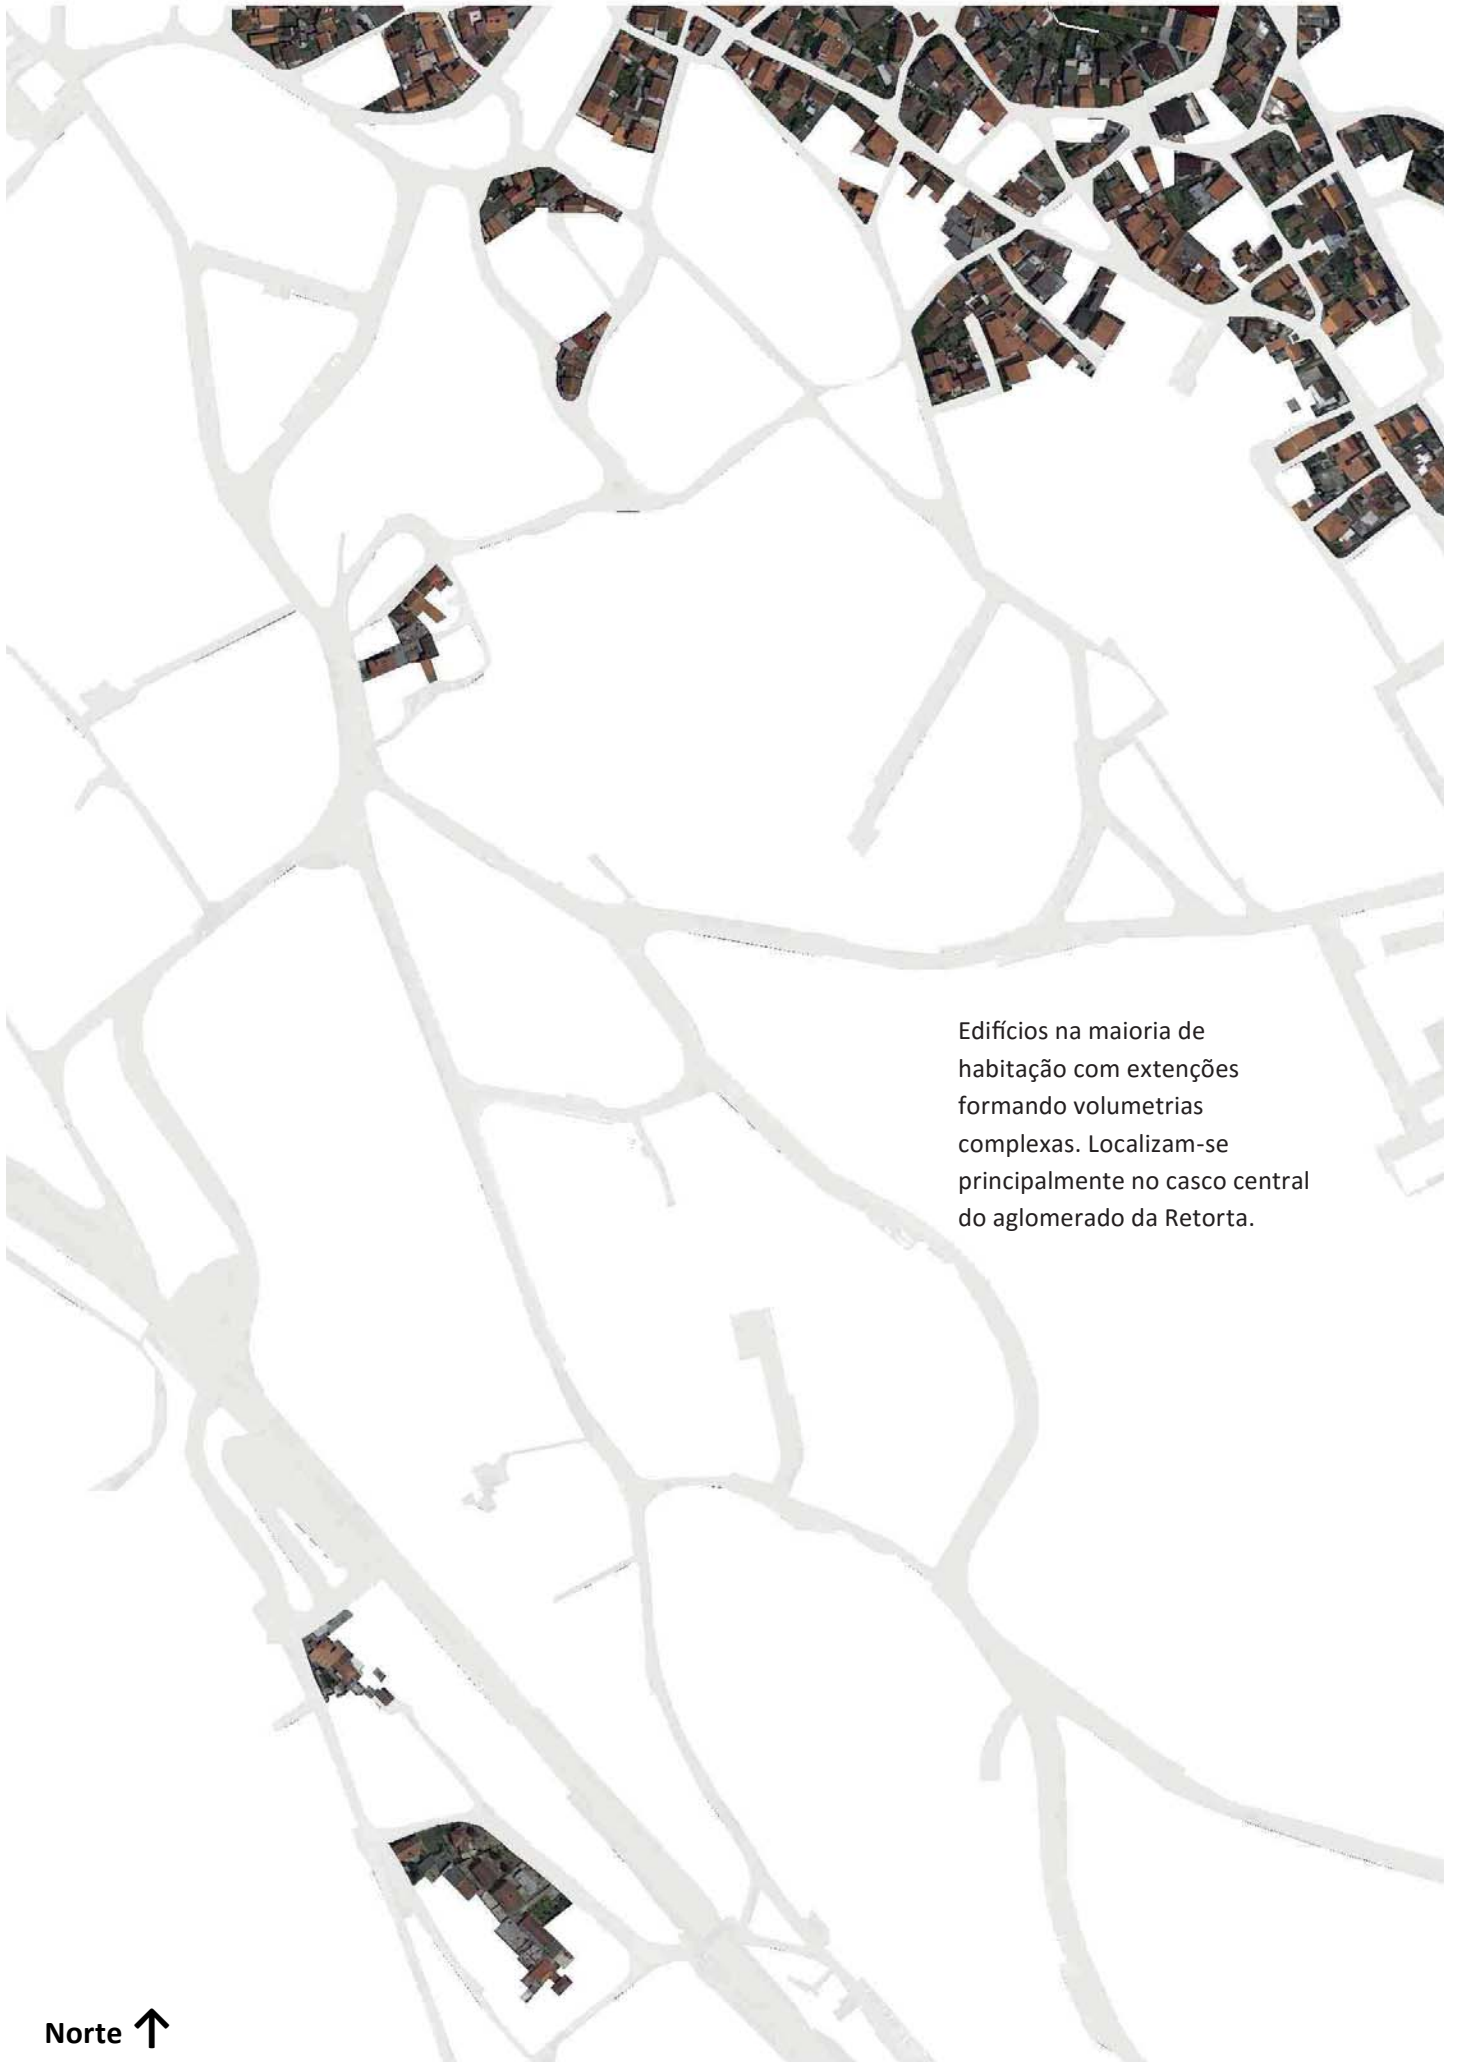 Edifícios na maioria de
habitação com extenções
formando volumetrias
complexas. Localizam-se
principalmente no casco central
do aglomerado da Retorta.
Norte